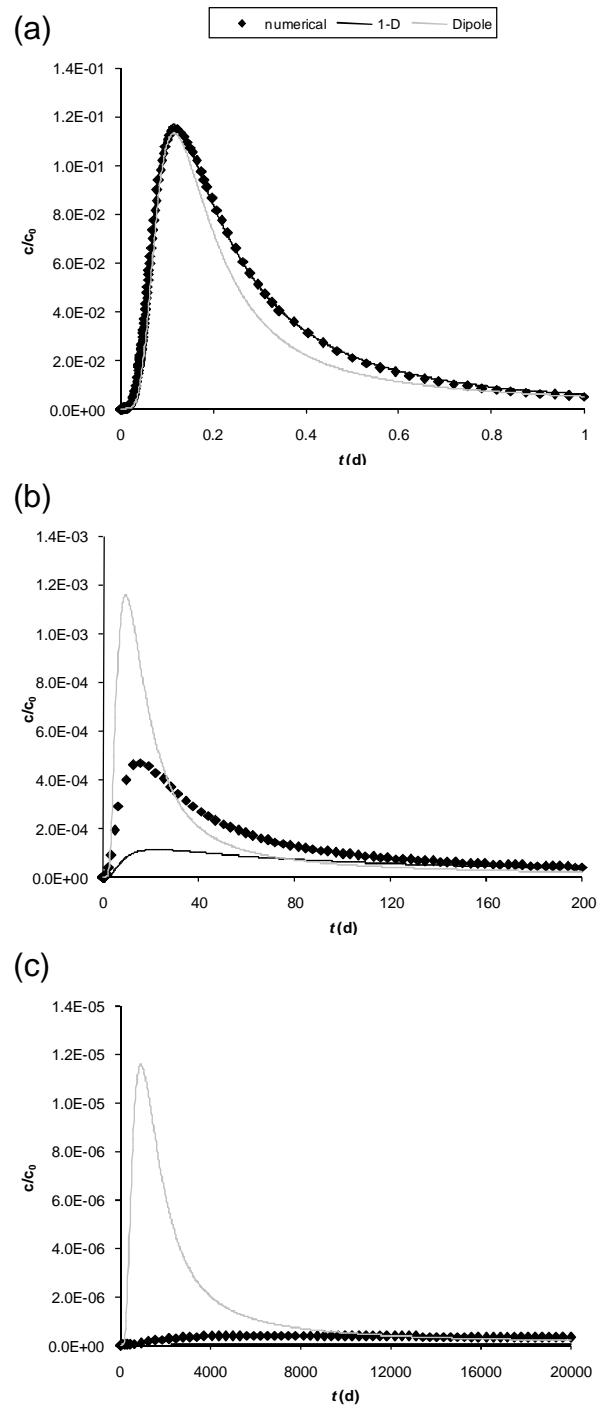 (a)
numerical 1-D Dipole
1.4E-01
1.2E-01
1.0E-01
8.0E-02
6.0E-02
4.0E-02
2.0E-02
0.0E+00
c/c0
0 0.2 0.4 0.6 0.8 1
t (d)
(b)
1.4E-03
1.2E-03
1.0E-03
8.0E-04
6.0E-04
4.0E-04
2.0E-04
0.0E+00
c/c0
0 40 80 120 160 200
t (d)
(c)
1.4E-05
1.2E-05
1.0E-05
8.0E-06
6.0E-06
4.0E-06
2.0E-06
0.0E+00
c/c0
0 4000 8000 12000 16000 20000
t (d)